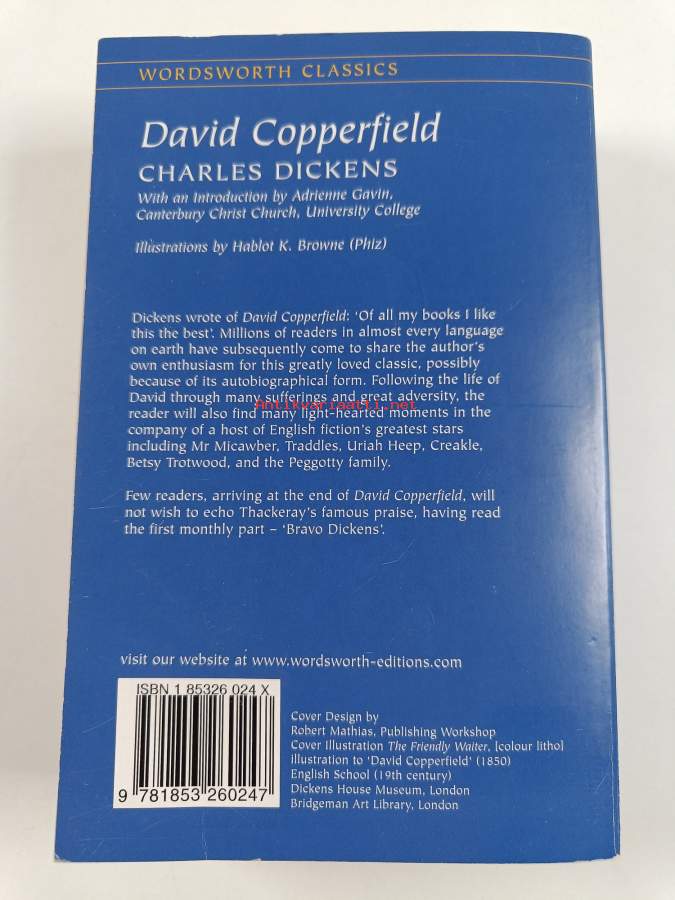 WORDSWORTH CLASSICS
David Copperfield
CHARLES DICKENS
With an Introduction by Adrienne Gavin,
Canterbury Christ Church, University College
Illustrations by Hablot K. Browne (Phiz)
Dickens wrote of David Copperfield: 'Of all my books I like
this the best'. Millions of readers in almost every language
on earth have subsequently come to share the author's
own enthusiasm for this greatly loved classic, possibly
because of its autobiographical form. Following the life of
David through many sufferings and great adversity, the
Antikvariaatti.net
reader will also find many light-hearted moments in the
company of a host of English fiction's greatest stars
including Mr Micawber, Traddles, Uriah Heep, Creakle,
Betsy Trotwood, and the Peggotty family.
Few readers, arriving at the end of David Copperfield, will
not wish to echo Thackeray's famous praise, having read
the first monthly part – 'Bravo Dickens'.
visit our website at www.wordsworth-editions.com
ISBN 1 85326 024 X
9 781853 260247
Cover Design by
Robert Mathias, Publishing Workshop
Cover Illustration The Friendly Waiter, [colour lithol
illustration to 'David Copperfield' (1850)
English School (19th century)
Dickens House Museum, London
Bridgeman Art Library, London